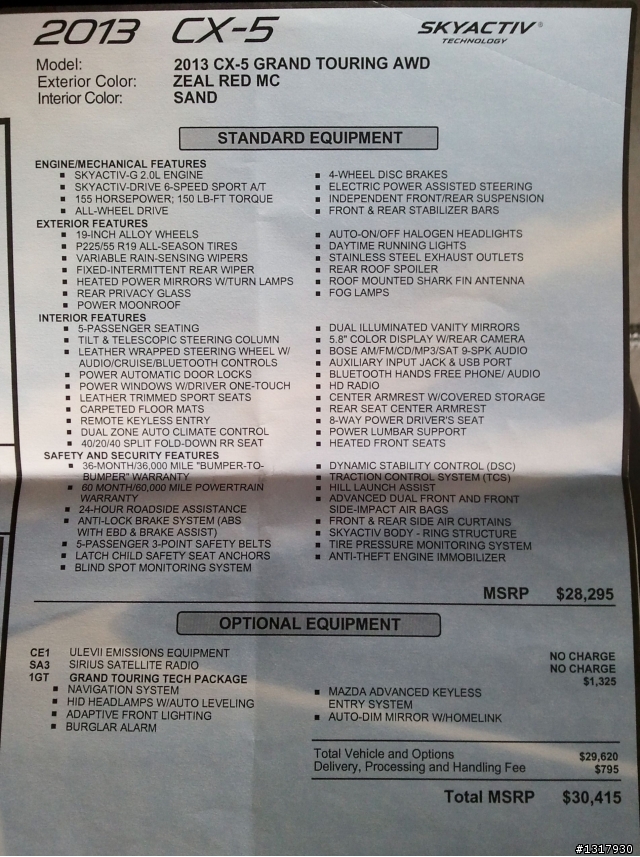 2013 CX-5 SKYACTIV®
TECHNOLOGY
Model: 2013 CX-5 GRAND TOURING AWD
Exterior Color: ZEAL RED MC
Interior Color: SAND
STANDARD EQUIPMENT
ENGINE/MECHANICAL FEATURES
▪ SKYACTIV-G 2.0L ENGINE
▪ SKYACTIV-DRIVE 6-SPEED SPORT A/T
▪ 155 HORSEPOWER; 150 LB-FT TORQUE
▪ ALL-WHEEL DRIVE
▪ 4-WHEEL DISC BRAKES
▪ ELECTRIC POWER ASSISTED STEERING
▪ INDEPENDENT FRONT/REAR SUSPENSION
▪ FRONT & REAR STABILIZER BARS
EXTERIOR FEATURES
▪ 19-INCH ALLOY WHEELS
▪ P225/55 R19 ALL-SEASON TIRES
▪ VARIABLE RAIN-SENSING WIPERS
▪ FIXED-INTERMITTENT REAR WIPER
▪ HEATED POWER MIRRORS W/TURN LAMPS
▪ REAR PRIVACY GLASS
▪ POWER MOONROOF
▪ AUTO-ON/OFF HALOGEN HEADLIGHTS
▪ DAYTIME RUNNING LIGHTS
▪ STAINLESS STEEL EXHAUST OUTLETS
▪ REAR ROOF SPOILER
▪ ROOF MOUNTED SHARK FIN ANTENNA
▪ FOG LAMPS
INTERIOR FEATURES
▪ 5-PASSENGER SEATING
▪ TILT & TELESCOPIC STEERING COLUMN
▪ LEATHER WRAPPED STEERING WHEEL W/
AUDIO/CRUISE/BLUETOOTH CONTROLS
▪ POWER AUTOMATIC DOOR LOCKS
▪ POWER WINDOWS W/DRIVER ONE-TOUCH
▪ LEATHER TRIMMED SPORT SEATS
▪ CARPETED FLOOR MATS
▪ REMOTE KEYLESS ENTRY
▪ DUAL ZONE AUTO CLIMATE CONTROL
▪ 40/20/40 SPLIT FOLD-DOWN RR SEAT
▪ DUAL ILLUMINATED VANITY MIRRORS
▪ 5.8" COLOR DISPLAY W/REAR CAMERA
▪ BOSE AM/FM/CD/MP3/SAT 9-SPK AUDIO
▪ AUXILIARY INPUT JACK & USB PORT
▪ BLUETOOTH HANDS FREE PHONE/ AUDIO
▪ HD RADIO
▪ CENTER ARMREST W/COVERED STORAGE
▪ REAR SEAT CENTER ARMREST
▪ 8-WAY POWER DRIVER'S SEAT
▪ POWER LUMBAR SUPPORT
▪ HEATED FRONT SEATS
SAFETY AND SECURITY FEATURES
▪ 36-MONTH/36,000 MILE "BUMPER-TO-
BUMPER" WARRANTY
▪ 60 MONTH/60,000 MILE POWERTRAIN
WARRANTY
▪ 24-HOUR ROADSIDE ASSISTANCE
▪ ANTI-LOCK BRAKE SYSTEM (ABS
WITH EBD & BRAKE ASSIST)
▪ 5-PASSENGER 3-POINT SAFETY BELTS
▪ LATCH CHILD SAFETY SEAT ANCHORS
▪ BLIND SPOT MONITORING SYSTEM
▪ DYNAMIC STABILITY CONTROL (DSC)
▪ TRACTION CONTROL SYSTEM (TCS)
▪ HILL LAUNCH ASSIST
▪ ADVANCED DUAL FRONT AND FRONT
SIDE-IMPACT AIR BAGS
▪ FRONT & REAR SIDE AIR CURTAINS
▪ SKYACTIV BODY - RING STRUCTURE
▪ TIRE PRESSURE MONITORING SYSTEM
▪ ANTI-THEFT ENGINE IMMOBILIZER
MSRP $28,295
OPTIONAL EQUIPMENT
CE1 ULEVII EMISSIONS EQUIPMENT NO CHARGE
SA3 SIRIUS SATELLITE RADIO NO CHARGE
1GT GRAND TOURING TECH PACKAGE $1,325
▪ NAVIGATION SYSTEM
▪ HID HEADLAMPS W/AUTO LEVELING
▪ ADAPTIVE FRONT LIGHTING
▪ BURGLAR ALARM
▪ MAZDA ADVANCED KEYLESS
ENTRY SYSTEM
▪ AUTO-DIM MIRROR W/HOMELINK
Total Vehicle and Options $29,620
Delivery, Processing and Handling Fee $795
Total MSRP $30,415
#1317930